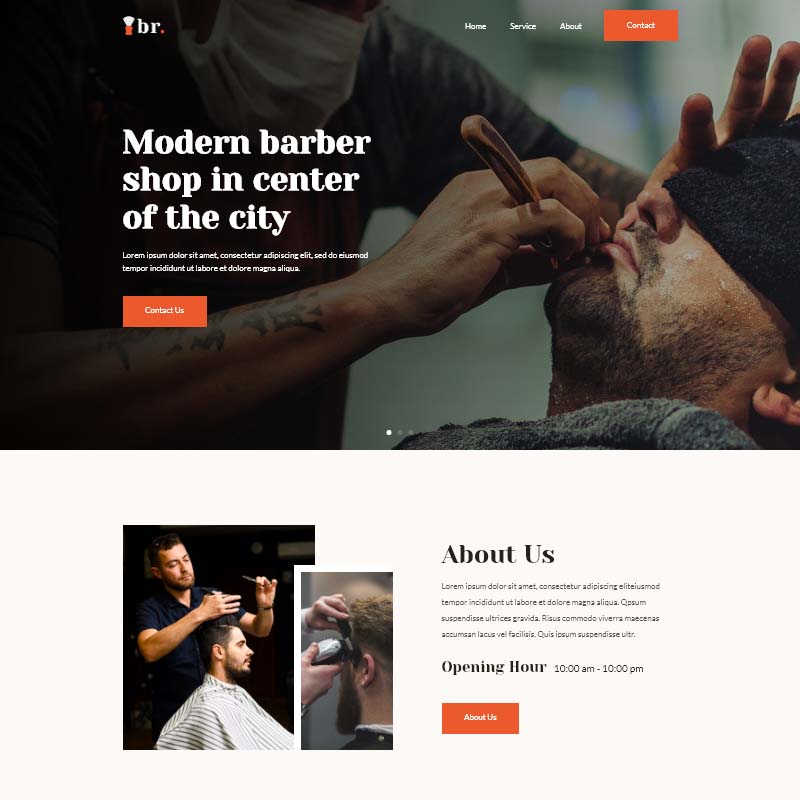 br.
Home Service About Contact
Modern barber
shop in center
of the city
Lorem ipsum dolor sit amet, consectetur adipiscing elit, sed do eiusmod
tempor incididunt ut labore et dolore magna aliqua.
Contact Us
About Us
Lorem ipsum dolor sit amet, consectetur adipiscing eliteiusmod
tempor incididunt ut labore et dolore magna aliqua. Qpsum
suspendisse ultrices gravida. Risus commodo viverra maecenas
accumsan lacus vel facilisis. Quis ipsum suspendisse ultr.
Opening Hour 10:00 am - 10:00 pm
About Us